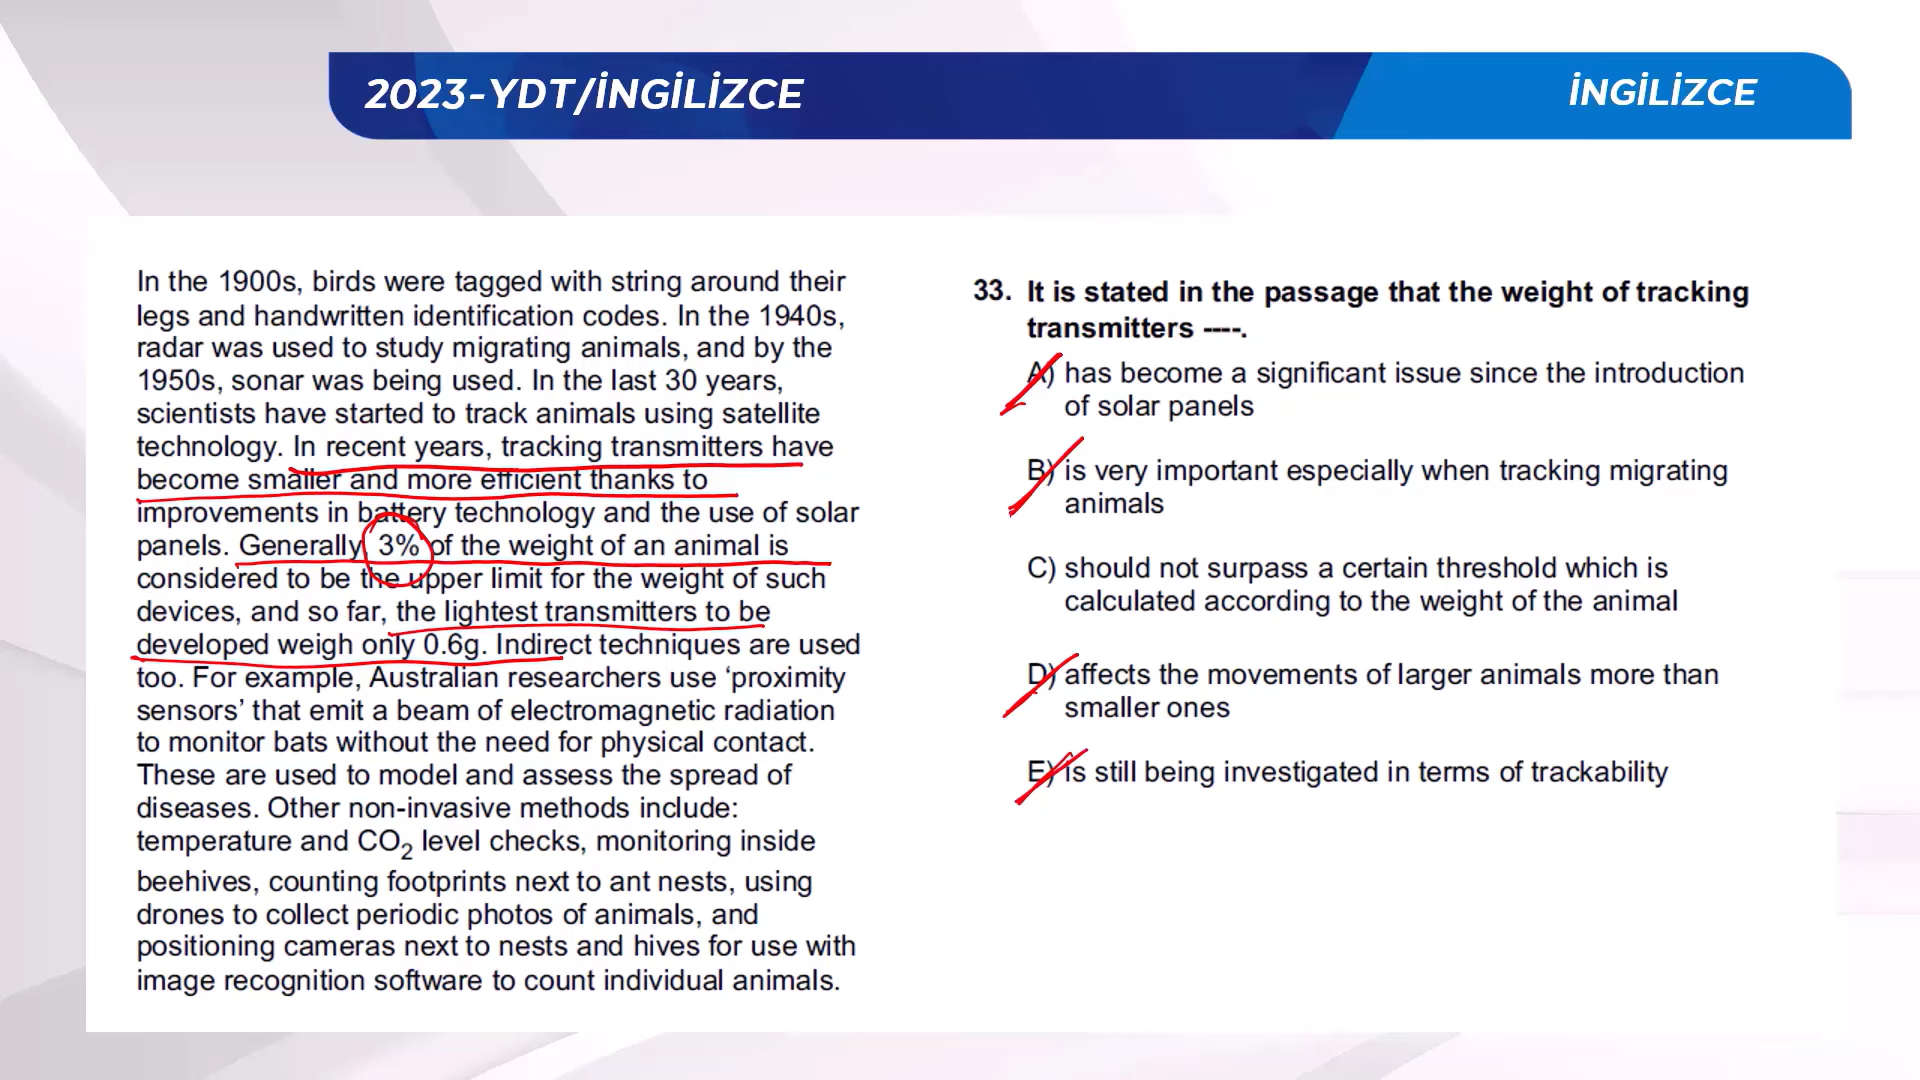 2023-YDT/İNGİLİZCE
İNGİLİZCE
In the 1900s, birds were tagged with string around their
legs and handwritten identification codes. In the 1940s,
radar was used to study migrating animals, and by the
1950s, sonar was being used. In the last 30 years,
scientists have started to track animals using satellite
technology. In recent years, tracking transmitters have
become smaller and more efficient thanks to
improvements in battery technology and the use of solar
panels. Generally, 3% of the weight of an animal is
considered to be the upper limit for the weight of such
devices, and so far, the lightest transmitters to be
developed weigh only 0.6g. Indirect techniques are used
too. For example, Australian researchers use ‘proximity
sensors’ that emit a beam of electromagnetic radiation
to monitor bats without the need for physical contact.
These are used to model and assess the spread of
diseases. Other non-invasive methods include:
temperature and CO2 level checks, monitoring inside
beehives, counting footprints next to ant nests, using
drones to collect periodic photos of animals, and
positioning cameras next to nests and hives for use with
image recognition software to count individual animals.
33. It is stated in the passage that the weight of tracking
transmitters ----.
A) has become a significant issue since the introduction
of solar panels
B) is very important especially when tracking migrating
animals
C) should not surpass a certain threshold which is
calculated according to the weight of the animal
D) affects the movements of larger animals more than
smaller ones
E) is still being investigated in terms of trackability